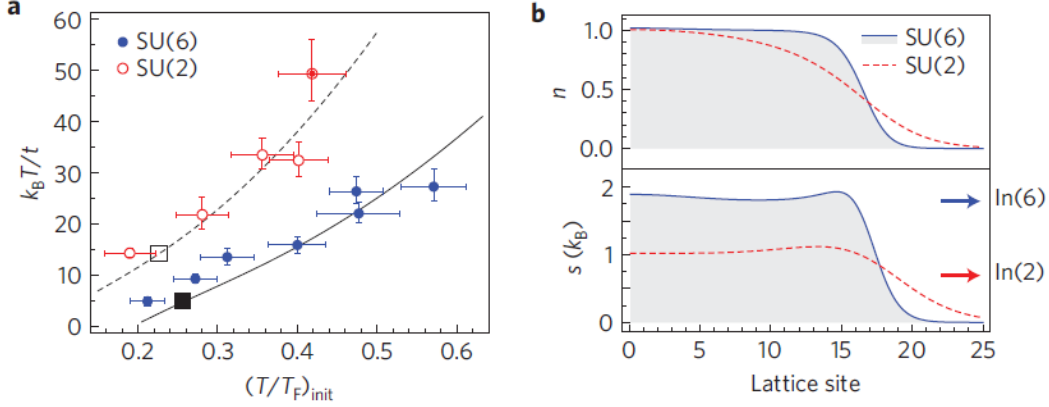 a
60
50
40
30
20
10
0
k_BT/t
SU(6)
SU(2)
0.2 0.3 0.4 0.5 0.6
(T/T_F)_init
b
1.0
0.5
1.0
n
SU(6)
SU(2)
2
1
0
s (k_B)
ln(6)
ln(2)
0 5 10 15 20 25
Lattice site